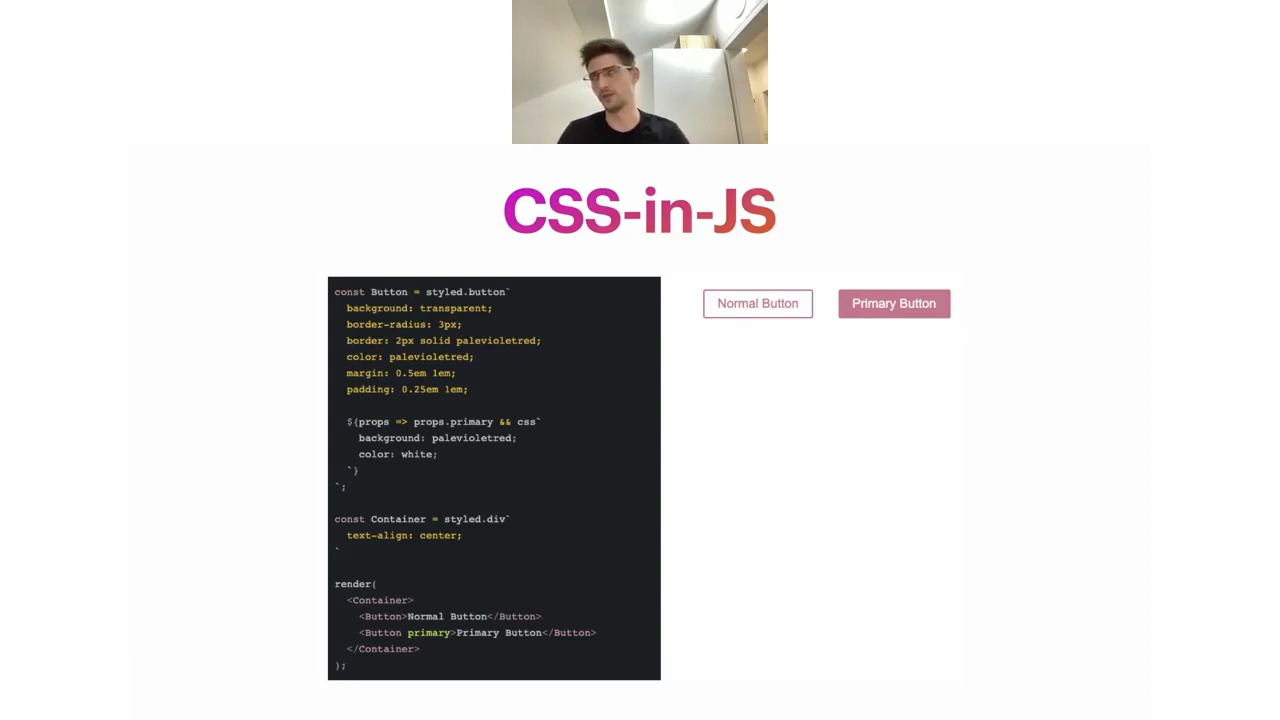 CSS-in-JS
const Button = styled.button`
background: transparent;
border-radius: 3px;
border: 2px solid palevioletred;
color: palevioletred;
margin: 0.5em 1em;
padding: 0.25em 1em;
${props => props.primary && css`
background: palevioletred;
color: white;
`}
`;
const Container = styled.div`
text-align: center;
`
render(
<Container>
<Button>Normal Button</Button>
<Button primary>Primary Button</Button>
</Container>
);
Normal Button
Primary Button